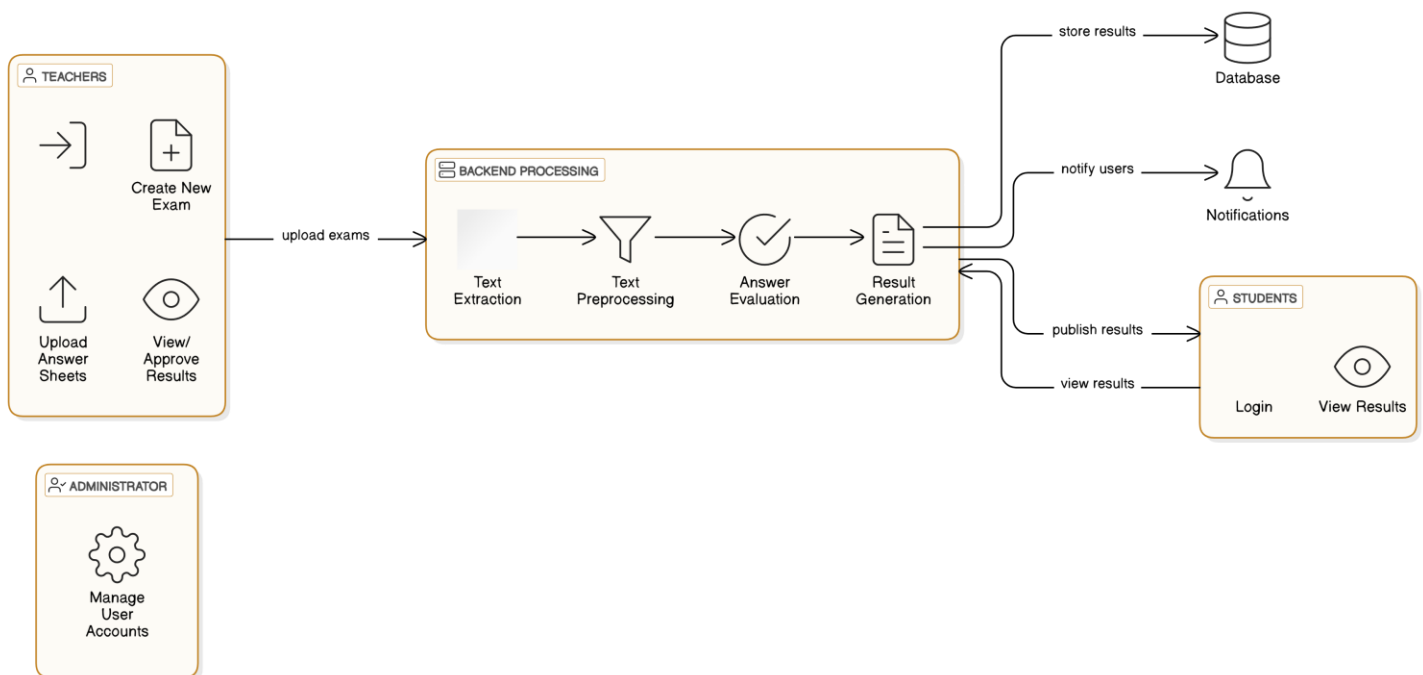 TEACHERS
Create New
Exam
Upload
Answer
Sheets
View/
Approve
Results
upload exams
BACKEND PROCESSING
Text
Extraction
Text
Preprocessing
Answer
Evaluation
Result
Generation
store results
Database
notify users
Notifications
publish results
view results
STUDENTS
Login
View Results
ADMINISTRATOR
Manage
User
Accounts